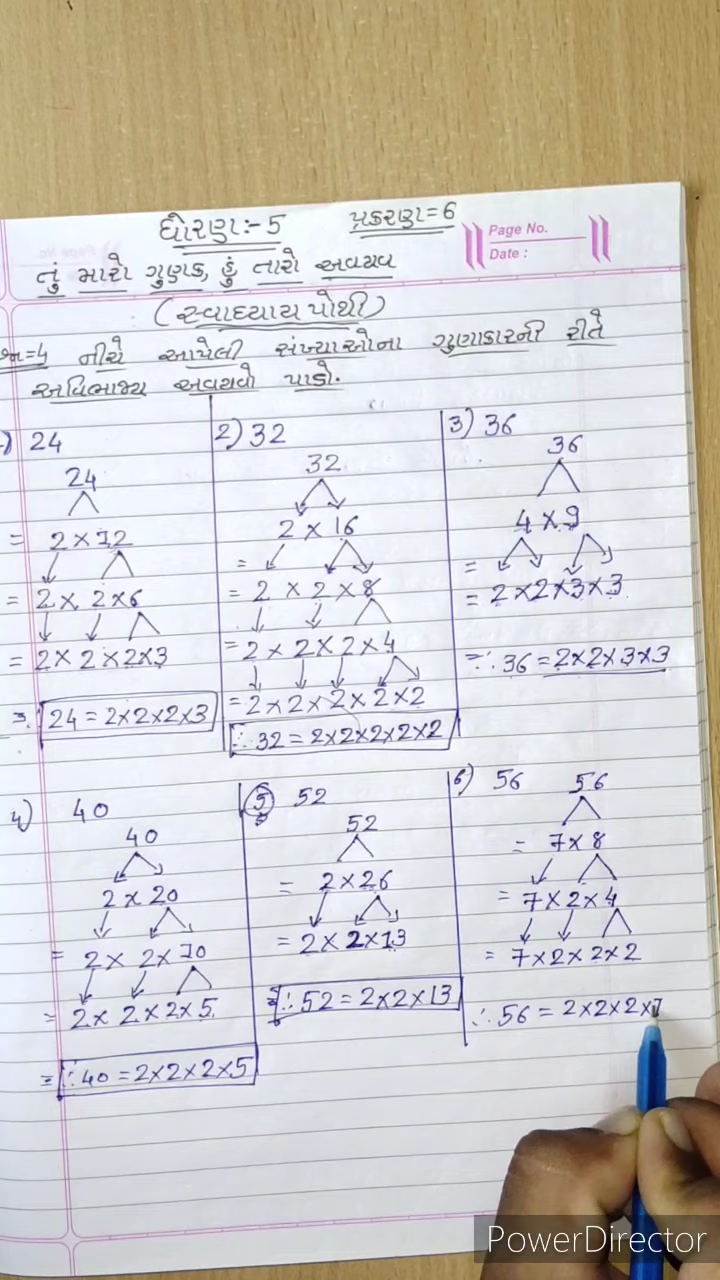 ધોરણ:-5 પ્રકરણ=6
Page No.
Date :
તું મારો ગુણક, હું તારો અવયવ
(સ્વાધ્યાય પોથી)
નીચે આપેલી સંખ્યાઓના ગુણાકારની રીતે
અવિભાજ્ય અવયવો પાડો.
24
24
= 2×12
= 2× 2×6
= 2× 2 ×2×3
24 = 2×2×2×3
2) 32
32
2 × 16
=
= 2 × 2 × 8
= 2 × 2 × 2 × 4
= 2 × 2 × 2 × 2 × 2
∴ 32 = 2×2×2×2×2
3) 36
36
4 × 9
=
= 2×2×3×3
=∴ 36 = 2×2×3×3
4) 40
40
2 × 20
= 2 × 2×10
= 2× 2 ×2×5
=∴ 40 = 2×2×2×5
5 52
52
= 2×26
= 2× 2×13
∴ 52 = 2×2×13
6) 56 56
= 7×8
= 7×2×4
= 7×2×2×2
∴ 56 = 2×2×2×7
PowerDirector